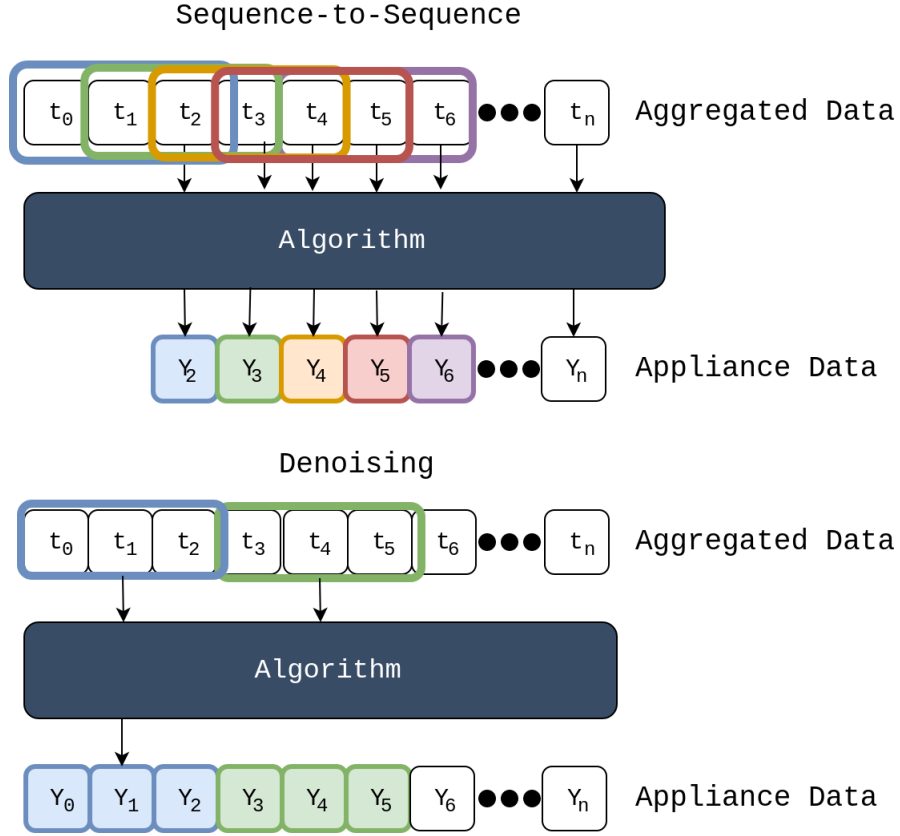 Sequence-to-Sequence
t0 t1 t2 t3 t4 t5 t6 tn Aggregated Data
Algorithm
Y2 Y3 Y4 Y5 Y6 Yn Appliance Data
Denoising
t0 t1 t2 t3 t4 t5 t6 tn Aggregated Data
Algorithm
Y0 Y1 Y2 Y3 Y4 Y5 Y6 Yn Appliance Data